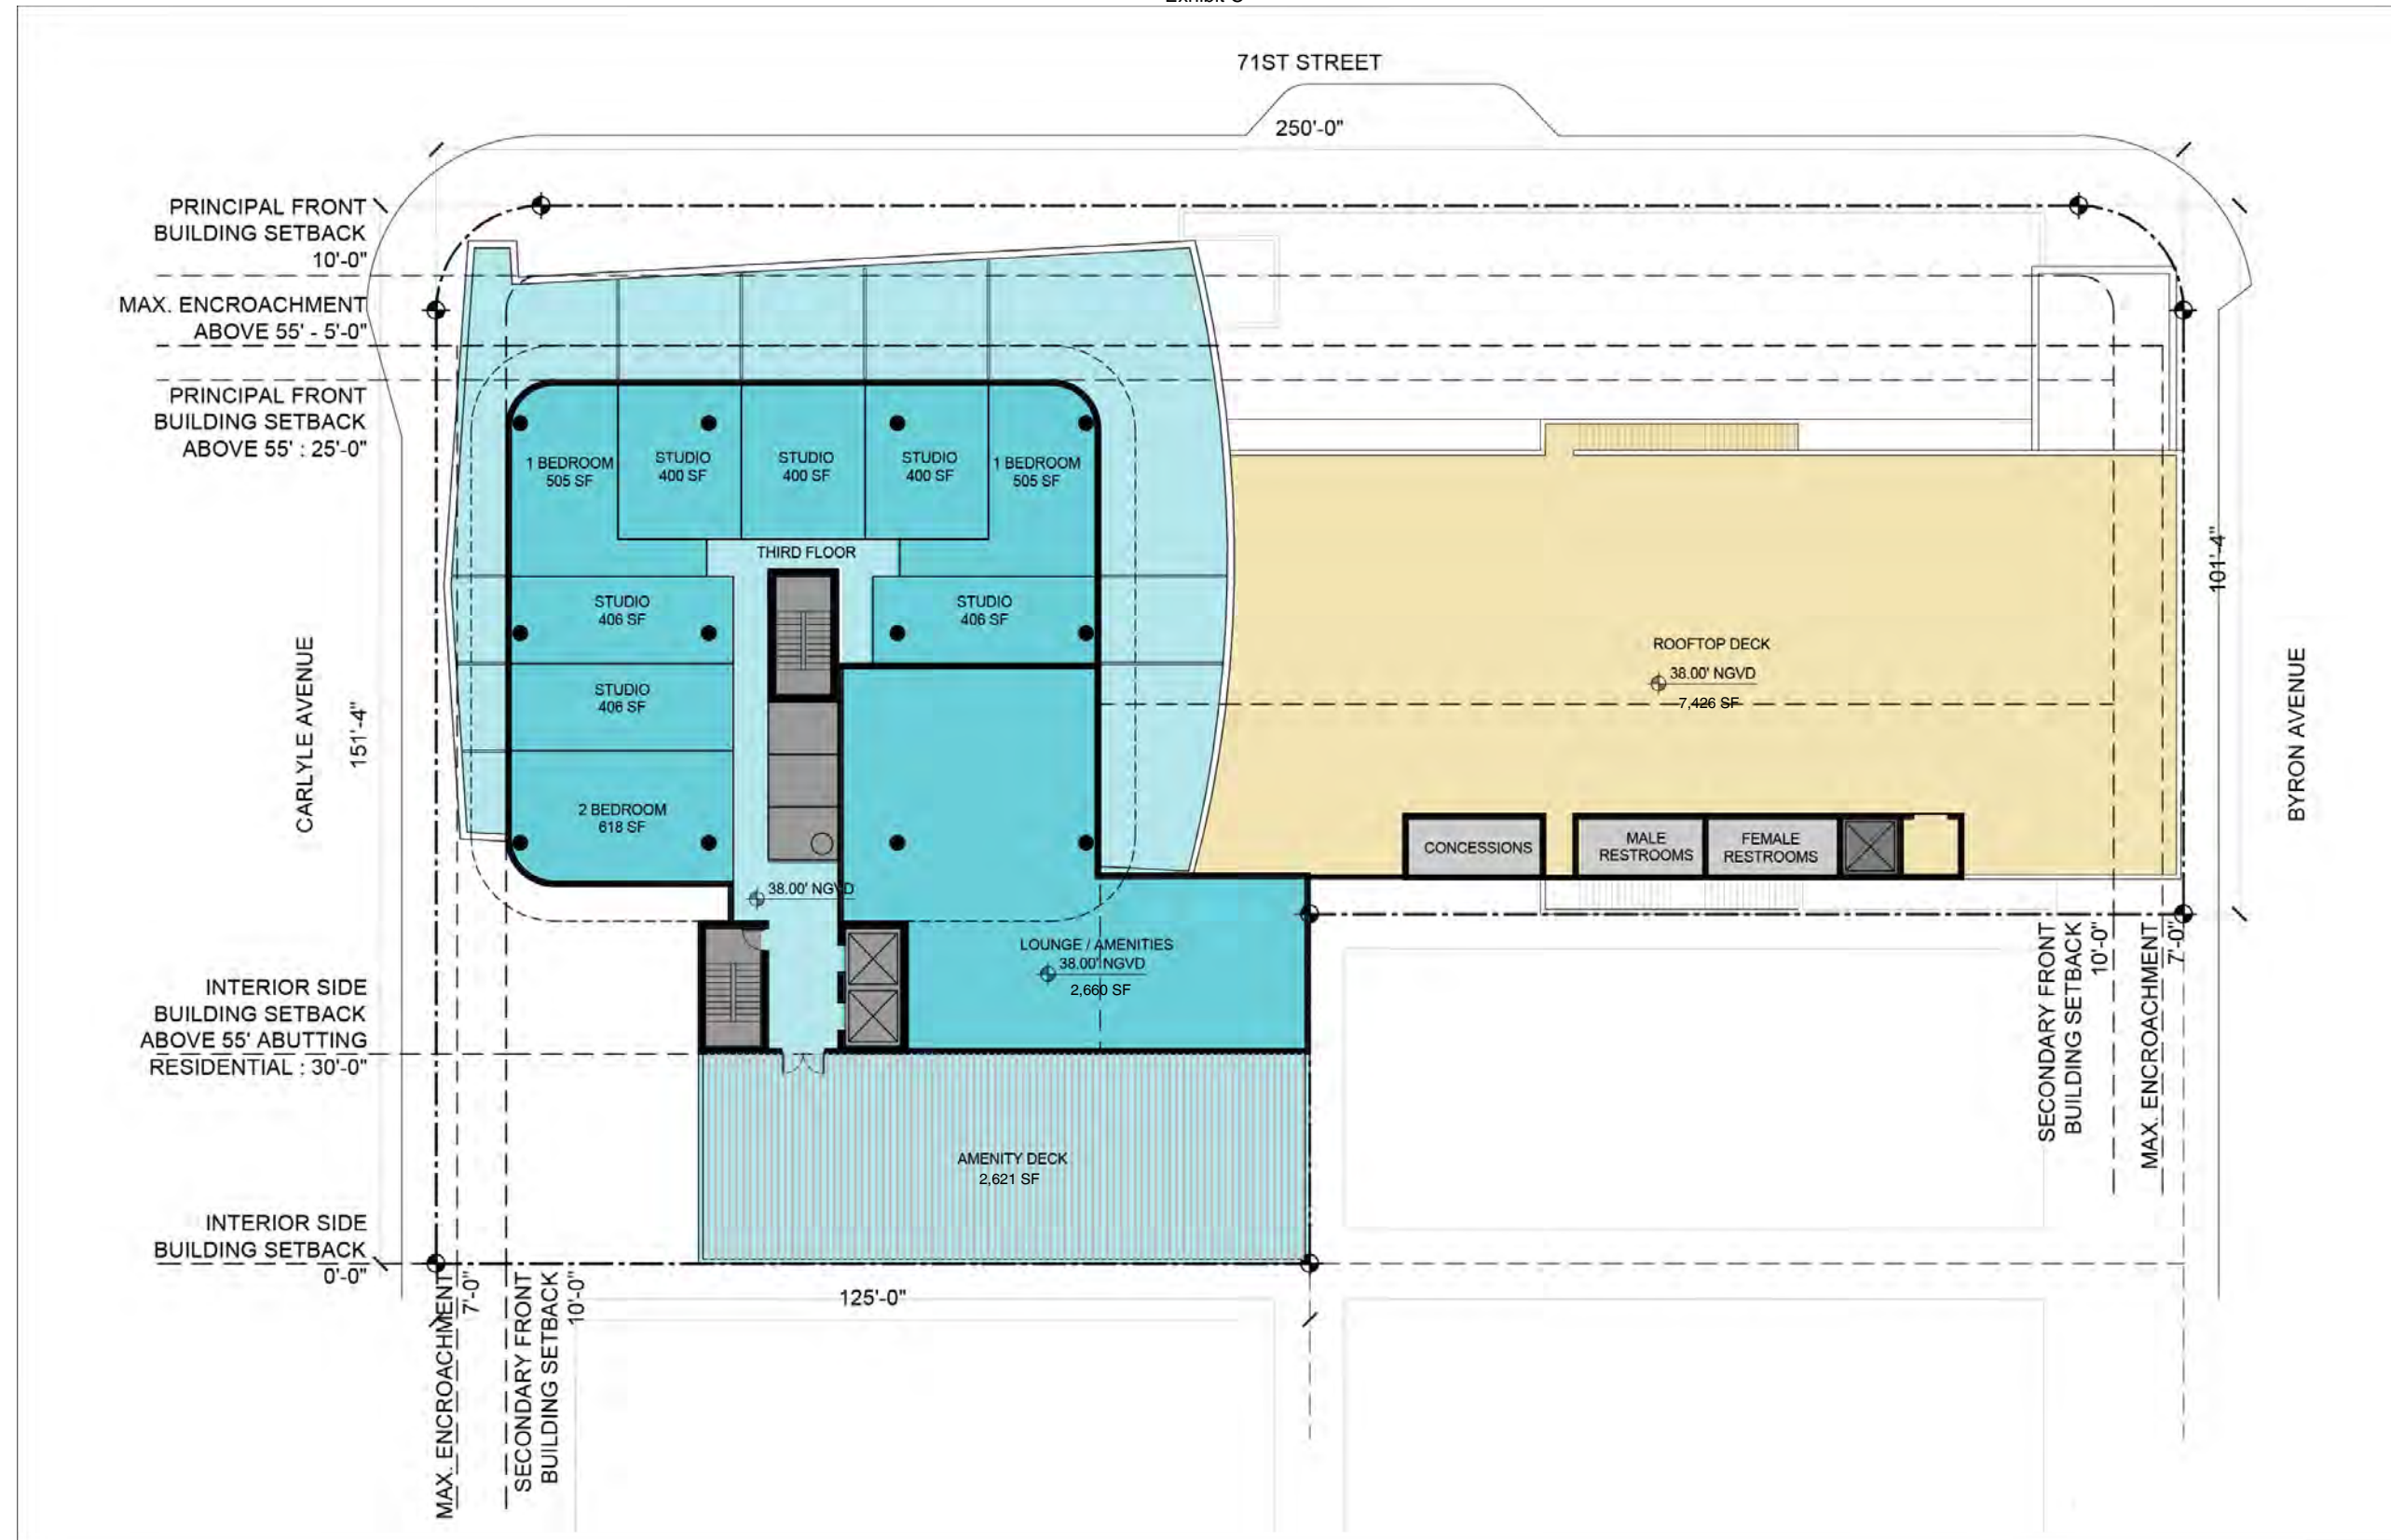 71ST STREET
250'-0"
PRINCIPAL FRONT
BUILDING SETBACK
10'-0"
MAX. ENCROACHMENT
ABOVE 55' - 5'-0"
PRINCIPAL FRONT
BUILDING SETBACK
ABOVE 55' : 25'-0"
1 BEDROOM
505 SF
STUDIO
400 SF
STUDIO
400 SF
STUDIO
400 SF
1 BEDROOM
505 SF
THIRD FLOOR
STUDIO
406 SF
STUDIO
406 SF
STUDIO
406 SF
2 BEDROOM
618 SF
38.00' NGVD
ROOFTOP DECK
38.00' NGVD
7,426 SF
CONCESSIONS
MALE
RESTROOMS
FEMALE
RESTROOMS
CARLYLE AVENUE
151'-4"
101'-4"
BYRON AVENUE
LOUNGE / AMENITIES
38.00' NGVD
2,660 SF
AMENITY DECK
2,621 SF
INTERIOR SIDE
BUILDING SETBACK
ABOVE 55' ABUTTING
RESIDENTIAL : 30'-0"
INTERIOR SIDE
BUILDING SETBACK
0'-0"
125'-0"
MAX. ENCROACHMENT
7'-0"
SECONDARY FRONT
BUILDING SETBACK
10'-0"
SECONDARY FRONT
BUILDING SETBACK
10'-0"
MAX. ENCROACHMENT
7'-0"